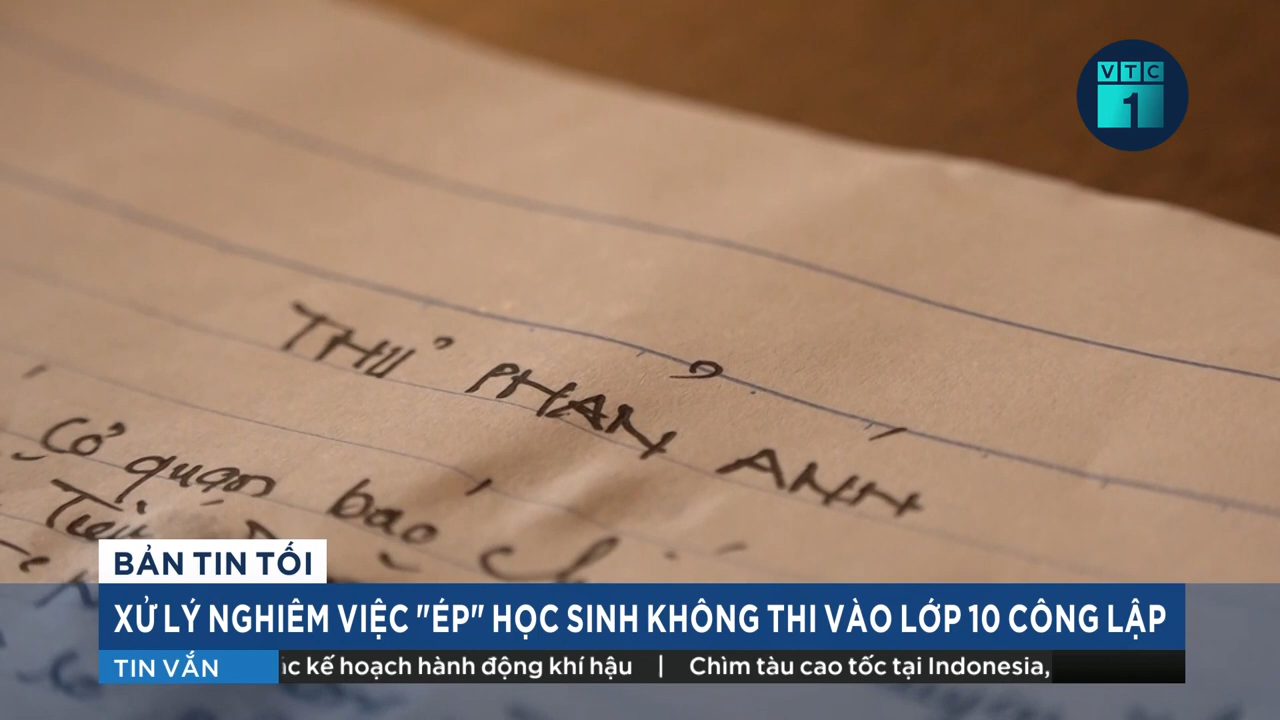 VTC
1
THƯ PHẢN ÁNH
cơ quan báo
BẢN TIN TỐI
XỬ LÝ NGHIÊM VIỆC "ÉP" HỌC SINH KHÔNG THI VÀO LỚP 10 CÔNG LẬP
TIN VẮN
kế hoạch hành động khí hậu | Chìm tàu cao tốc tại Indonesia,